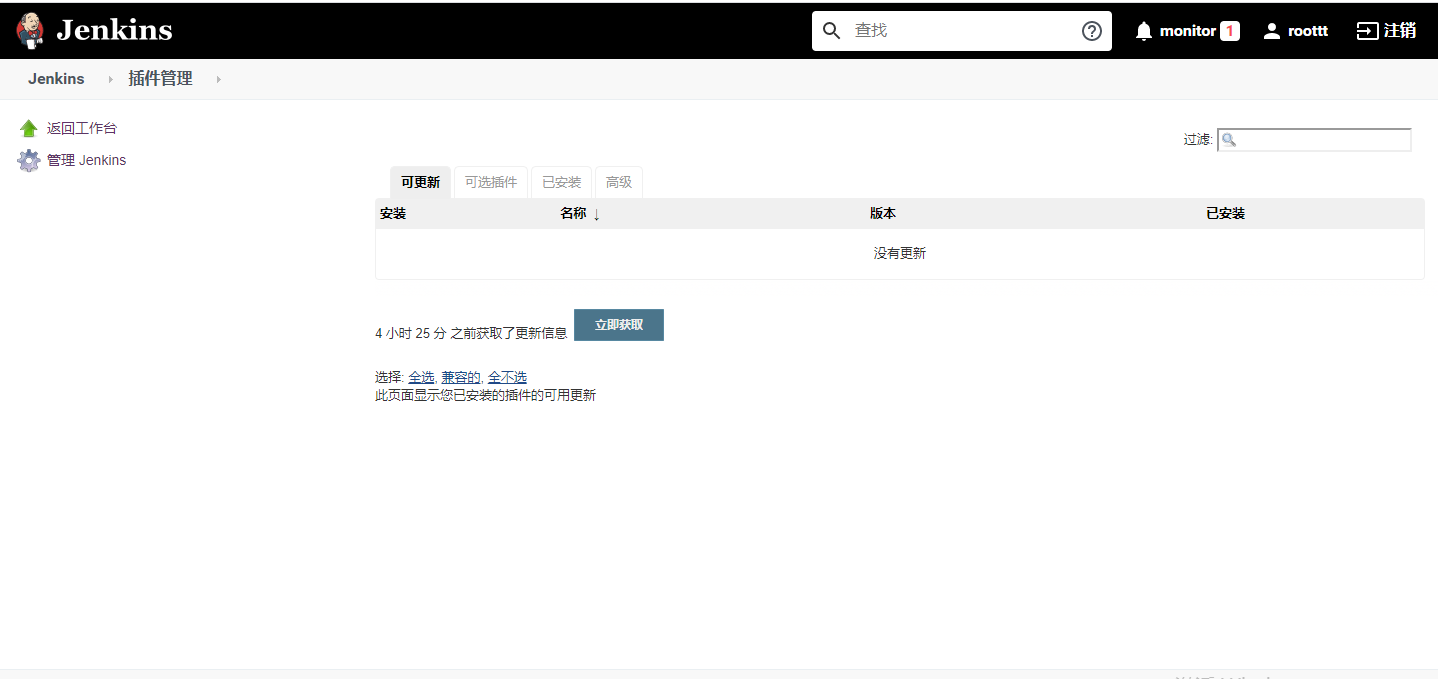 Jenkins 查找 monitor 1 roottt 注销
Jenkins 插件管理
返回工作台
管理 Jenkins
过滤:
可更新 可选插件 已安装 高级
安装 名称 ↓ 版本 已安装
没有更新
4 小时 25 分 之前获取了更新信息 立即获取
选择: 全选, 兼容的, 全不选
此页面显示您已安装的插件的可用更新